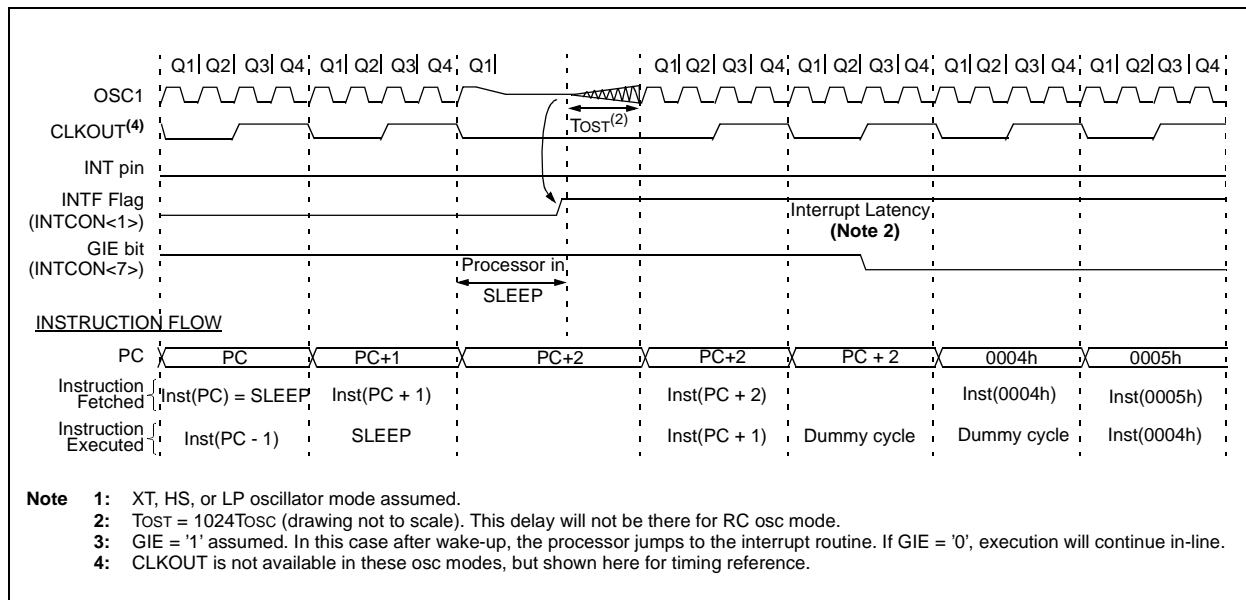 Q1 Q2 Q3 Q4 Q1 Q2 Q3 Q4 Q1 Q1 Q2 Q3 Q4 Q1 Q2 Q3 Q4 Q1 Q2 Q3 Q4 Q1 Q2 Q3 Q4
OSC1
TOST(2)
CLKOUT(4)
INT pin
INTF Flag
(INTCON<1>)
Interrupt Latency
(Note 2)
GIE bit
(INTCON<7>)
Processor in
SLEEP
INSTRUCTION FLOW
PC PC PC+1 PC+2 PC+2 PC + 2 0004h 0005h
Instruction
Fetched
Inst(PC) = SLEEP Inst(PC + 1) Inst(PC + 2) Inst(0004h) Inst(0005h)
Instruction
Executed
Inst(PC - 1) SLEEP Inst(PC + 1) Dummy cycle Dummy cycle Inst(0004h)
Note 1: XT, HS, or LP oscillator mode assumed.
2: TOST = 1024TOSC (drawing not to scale). This delay will not be there for RC osc mode.
3: GIE = '1' assumed. In this case after wake-up, the processor jumps to the interrupt routine. If GIE = '0', execution will continue in-line.
4: CLKOUT is not available in these osc modes, but shown here for timing reference.